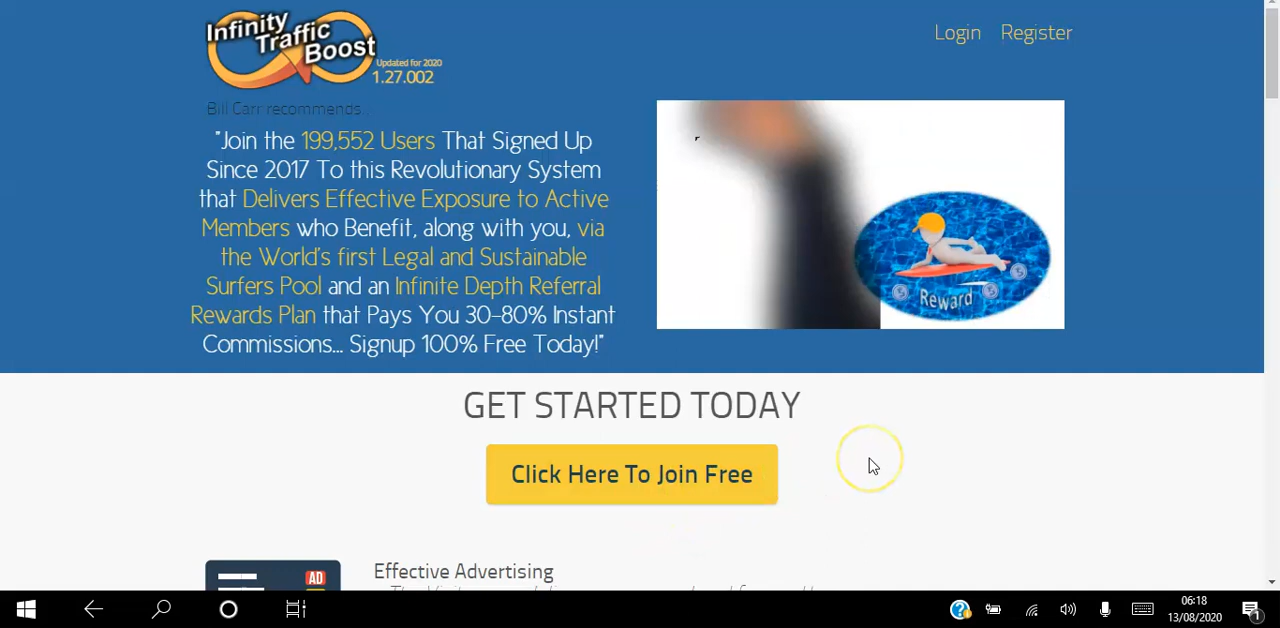 Infinity
Traffic
Boost
Updated for 2020
1.27.002
Login Register
Bill Carr recommends...
"Join the 199,552 Users That Signed Up
Since 2017 To this Revolutionary System
that Delivers Effective Exposure to Active
Members who Benefit, along with you, via
the World's first Legal and Sustainable
Surfers Pool and an Infinite Depth Referral
Rewards Plan that Pays You 30-80% Instant
Commissions... Signup 100% Free Today!"
Reward
GET STARTED TODAY
Click Here To Join Free
AD
Effective Advertising
06:18
13/08/2020
1